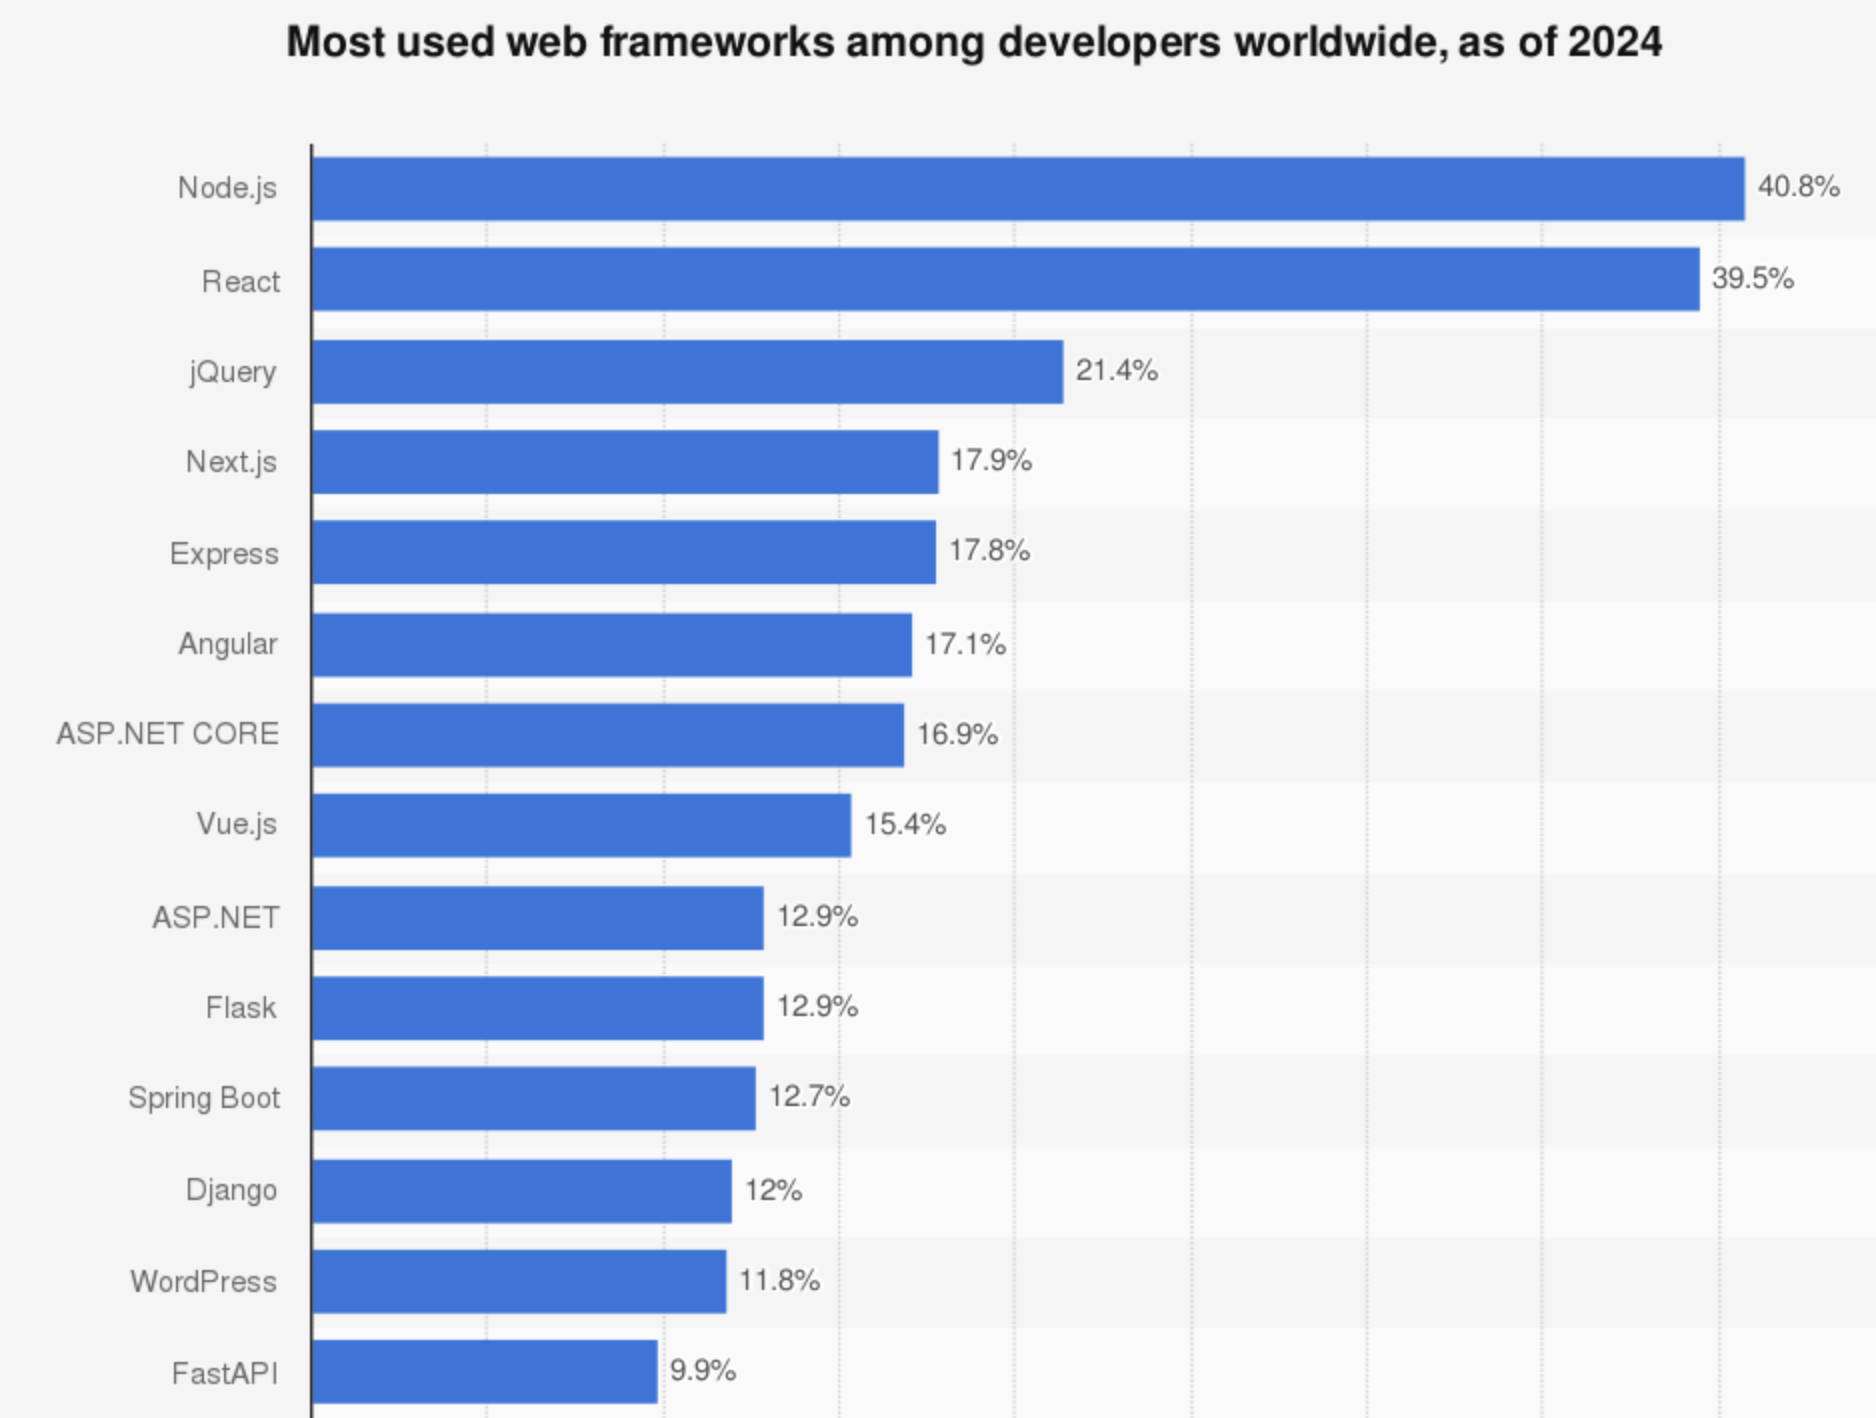 Most used web frameworks among developers worldwide, as of 2024
Node.js 40.8%
React 39.5%
jQuery 21.4%
Next.js 17.9%
Express 17.8%
Angular 17.1%
ASP.NET CORE 16.9%
Vue.js 15.4%
ASP.NET 12.9%
Flask 12.9%
Spring Boot 12.7%
Django 12%
WordPress 11.8%
FastAPI 9.9%